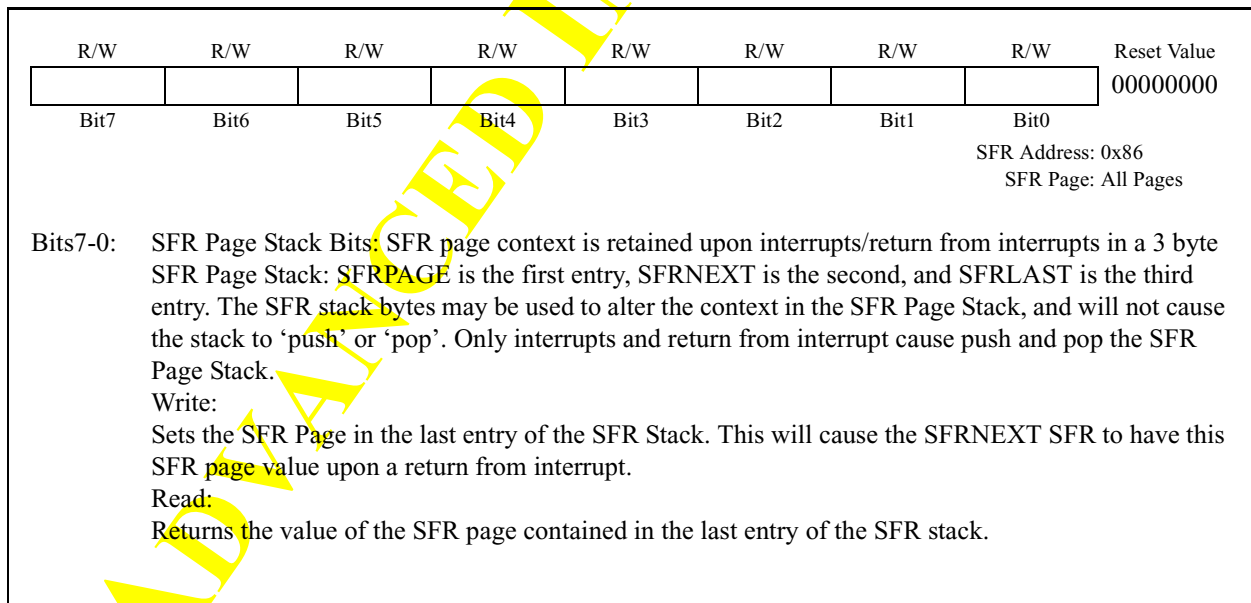 R/W R/W R/W R/W R/W R/W R/W R/W Reset Value
00000000
Bit7 Bit6 Bit5 Bit4 Bit3 Bit2 Bit1 Bit0
SFR Address: 0x86
SFR Page: All Pages
Bits7-0: SFR Page Stack Bits: SFR page context is retained upon interrupts/return from interrupts in a 3 byte
SFR Page Stack: SFRPAGE is the first entry, SFRNEXT is the second, and SFRLAST is the third
entry. The SFR stack bytes may be used to alter the context in the SFR Page Stack, and will not cause
the stack to ‘push’ or ‘pop’. Only interrupts and return from interrupt cause push and pop the SFR
Page Stack.
Write:
Sets the SFR Page in the last entry of the SFR Stack. This will cause the SFRNEXT SFR to have this
SFR page value upon a return from interrupt.
Read:
Returns the value of the SFR page contained in the last entry of the SFR stack.
ADVANCED